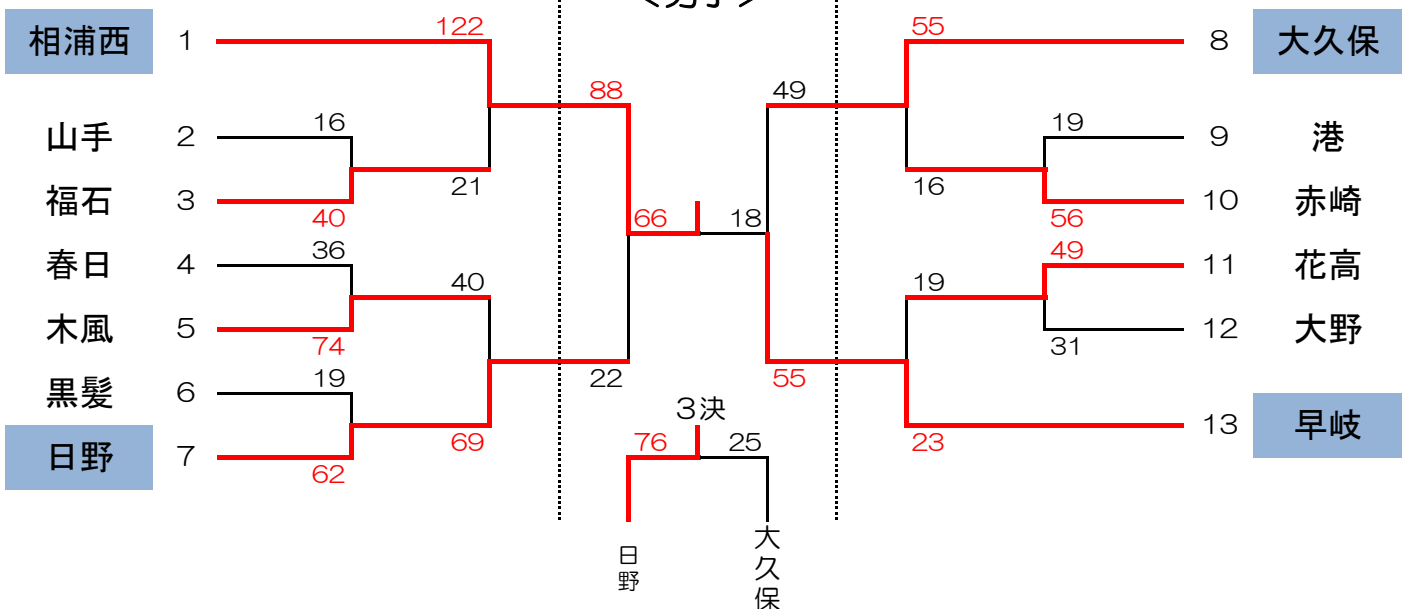 <男子>
相浦西 1 122 88 49 55 8 大久保
山手 2 16 19 9 港
福石 3 40 21 16 56 10 赤崎
66 18
春日 4 36 40 19 49 11 花高
木風 5 74 31 12 大野
黒髪 6 19 22 55
3決
日野 7 62 69 76 25 23 13 早岐
日野
大久保